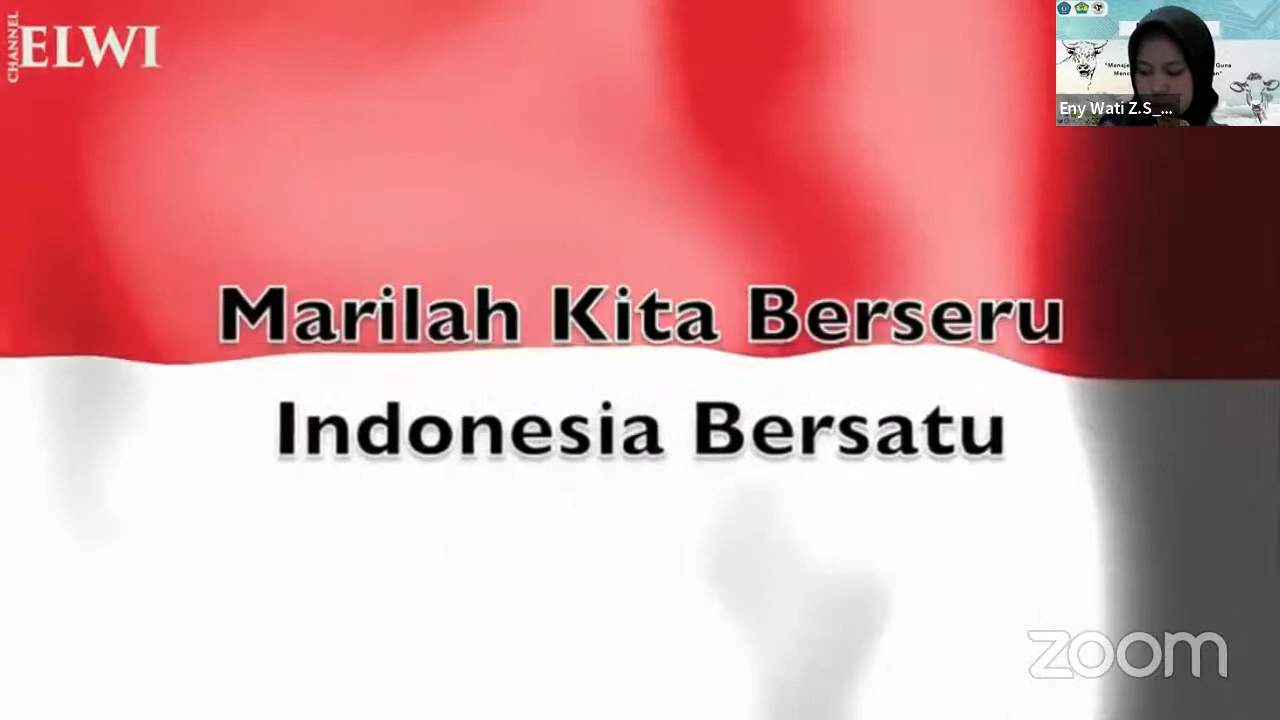 CHANNEL
ELWI
Marilah Kita Berseru
Indonesia Bersatu
Eny Wati Z.S_...
zoom